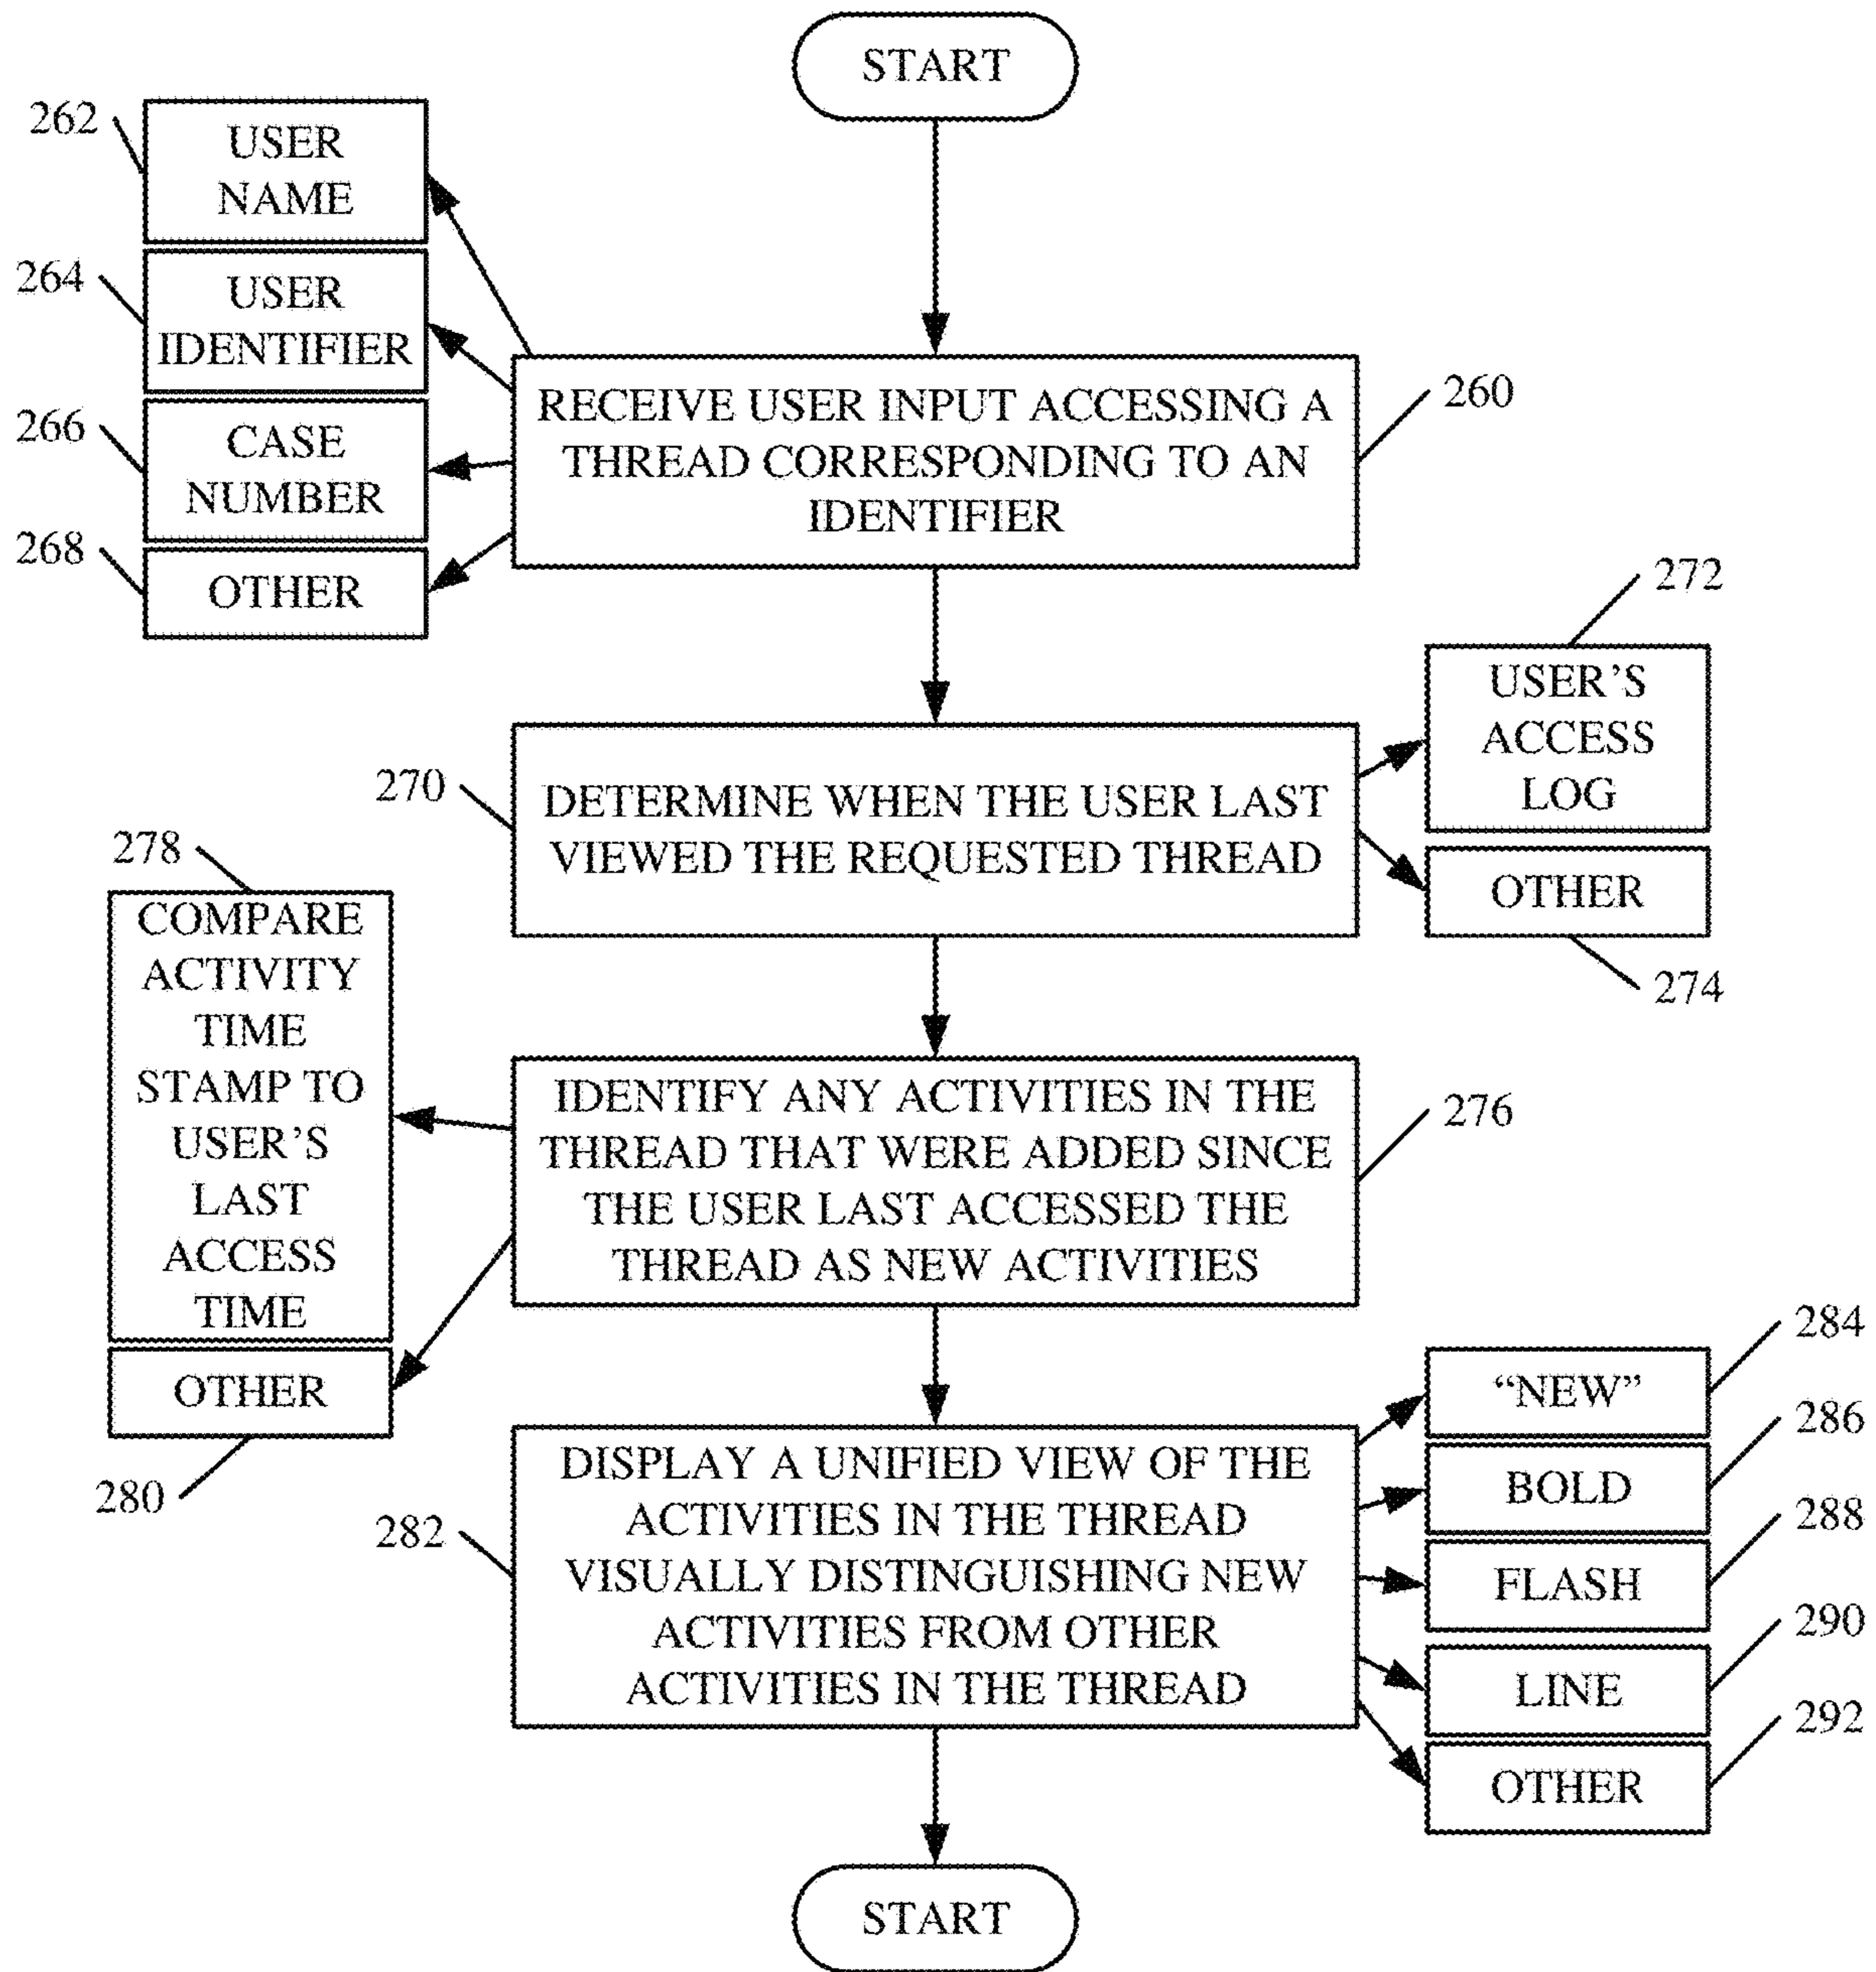 START
262
USER
NAME
264
USER
IDENTIFIER
266
CASE
NUMBER
268
OTHER
RECEIVE USER INPUT ACCESSING A
THREAD CORRESPONDING TO AN
IDENTIFIER
260
272
USER’S
ACCESS
LOG
OTHER
274
270
DETERMINE WHEN THE USER LAST
VIEWED THE REQUESTED THREAD
278
COMPARE
ACTIVITY
TIME
STAMP TO
USER’S
LAST
ACCESS
TIME
OTHER
280
IDENTIFY ANY ACTIVITIES IN THE
THREAD THAT WERE ADDED SINCE
THE USER LAST ACCESSED THE
THREAD AS NEW ACTIVITIES
276
282
DISPLAY A UNIFIED VIEW OF THE
ACTIVITIES IN THE THREAD
VISUALLY DISTINGUISHING NEW
ACTIVITIES FROM OTHER
ACTIVITIES IN THE THREAD
“NEW”
284
BOLD
286
FLASH
288
LINE
290
OTHER
292
START